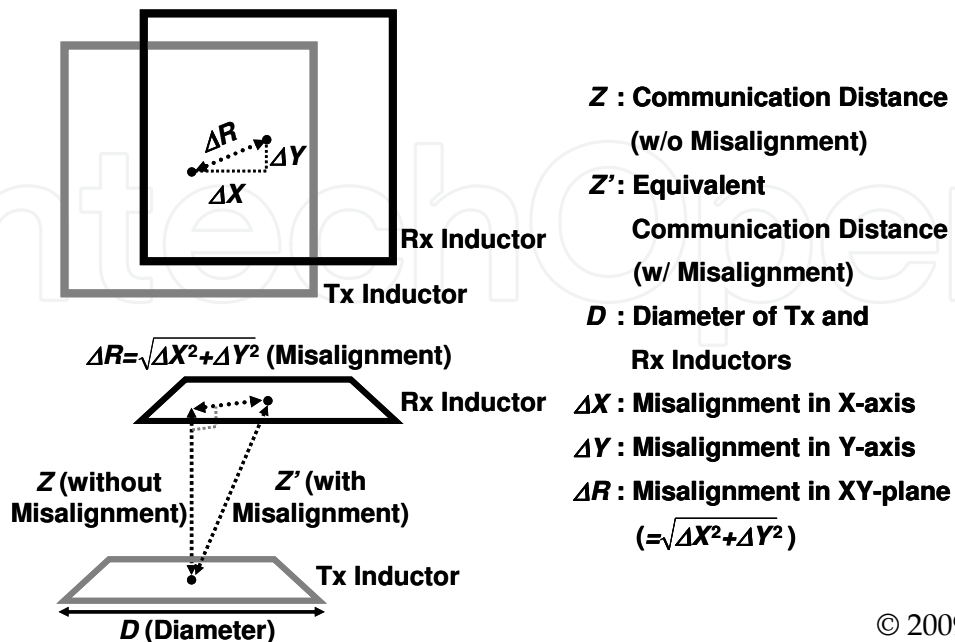 ΔR
ΔY
ΔX
Rx Inductor
Tx Inductor
ΔR=√ΔX²+ΔY² (Misalignment)
Rx Inductor
Z (without
Misalignment)
Z' (with
Misalignment)
Tx Inductor
D (Diameter)
Z : Communication Distance
(w/o Misalignment)
Z' : Equivalent
Communication Distance
(w/ Misalignment)
D : Diameter of Tx and
Rx Inductors
ΔX : Misalignment in X-axis
ΔY : Misalignment in Y-axis
ΔR : Misalignment in XY-plane
(=√ΔX²+ΔY² )
© 2009
ntechOpe